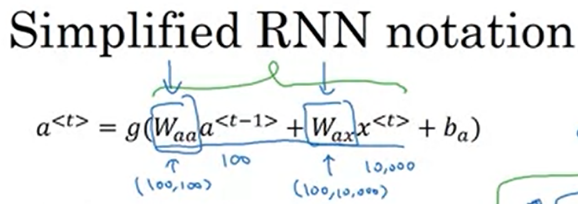 Simplified RNN notation
a<t> = g(Waa a<t−1> + Wax x<t> + ba)
100 10,000
(100,100) (100,10,000)